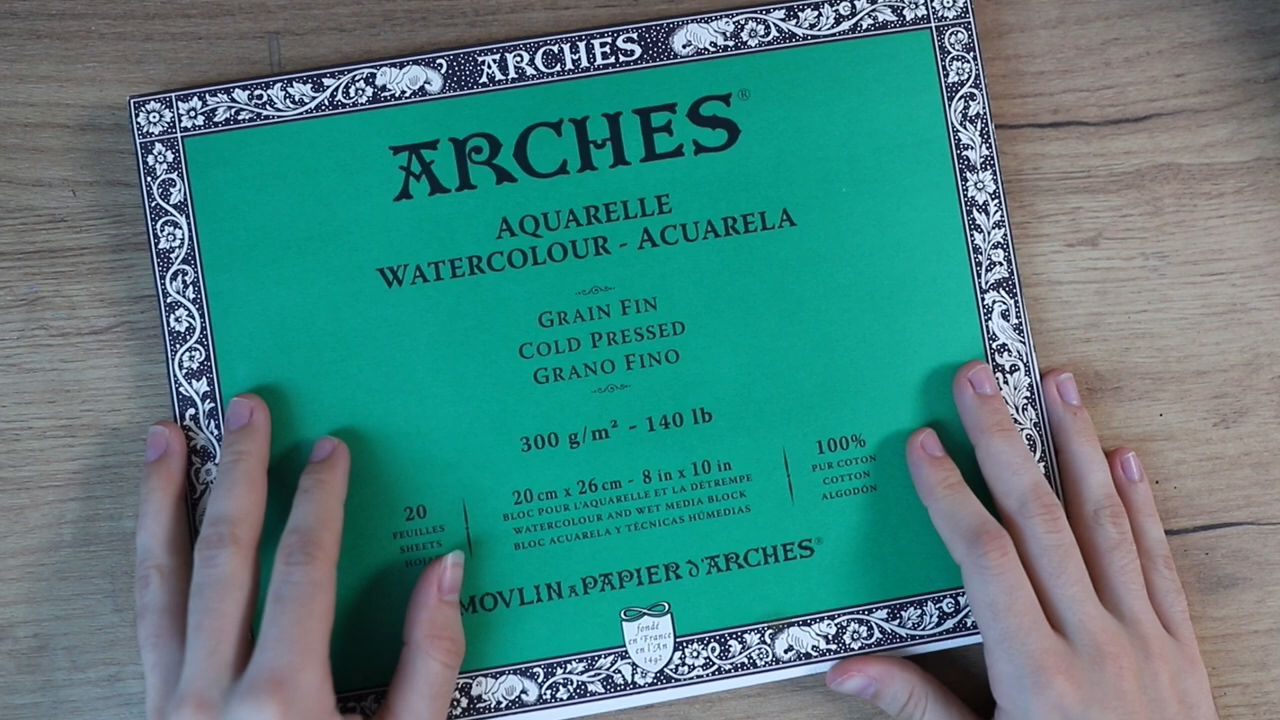 ARCHES
ARCHES®
AQUARELLE
WATERCOLOUR - ACUARELA
GRAIN FIN
COLD PRESSED
GRANO FINO
300 g/m² - 140 lb
20
FEUILLES
SHEETS
20 cm x 26 cm - 8 in x 10 in
BLOC POUR L'AQUARELLE ET LA DÉTREMPE
WATERCOLOUR AND WET MEDIA BLOCK
BLOC ACUARELA Y TÉCNICAS HÚMEDIAS
100%
PUR COTON
COTTON
ALGODÓN
MOVLIN A PAPIER D'ARCHES®
fondé
en France
en l'An
1492